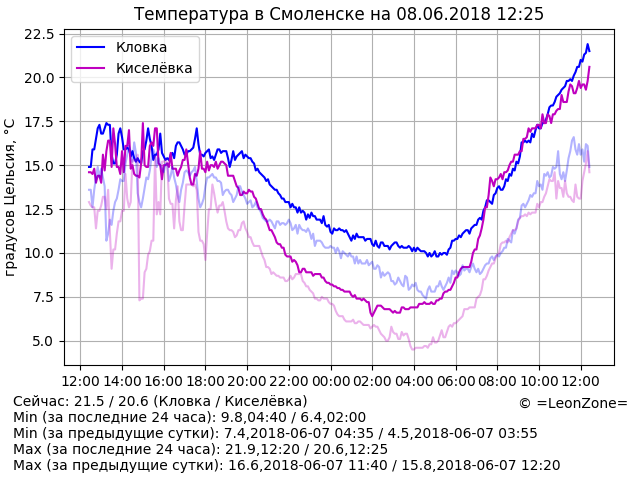 Температура в Смоленске на 08.06.2018 12:25
градусов Цельсия, °C
22.5
20.0
17.5
15.0
12.5
10.0
7.5
5.0
Кловка
Киселёвка
12:00 14:00 16:00 18:00 20:00 22:00 00:00 02:00 04:00 06:00 08:00 10:00 12:00
Сейчас: 21.5 / 20.6 (Кловка / Киселёвка)
© =LeonZone=
Min (за последние 24 часа): 9.8,04:40 / 6.4,02:00
Min (за предыдущие сутки): 7.4,2018-06-07 04:35 / 4.5,2018-06-07 03:55
Max (за последние 24 часа): 21.9,12:20 / 20.6,12:25
Max (за предыдущие сутки): 16.6,2018-06-07 11:40 / 15.8,2018-06-07 12:20